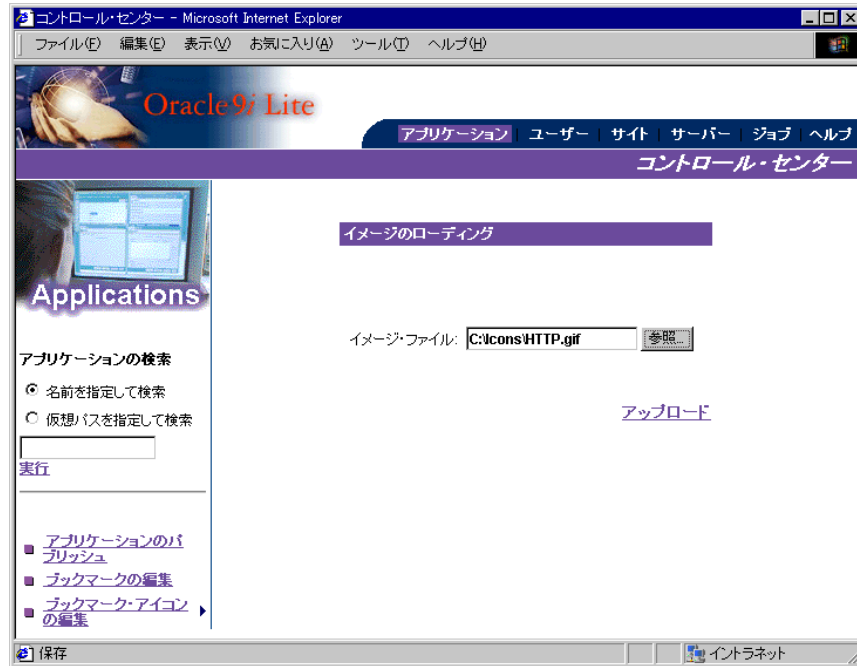 コントロール・センター - Microsoft Internet Explorer
ファイル(F) 編集(E) 表示(V) お気に入り(A) ツール(T) ヘルプ(H)
Oracle9i Lite
アプリケーション ユーザー サイト サーバー ジョブ ヘルプ
コントロール・センター
イメージのローディング
Applications
イメージ・ファイル: C:\Icons\HTTP.gif 参照...
アプリケーションの検索
名前を指定して検索
仮想パスを指定して検索
アップロード
実行
アプリケーションのパ
ブリッシュ
ブックマークの編集
ブックマーク・アイコン
の編集
保存 イントラネット